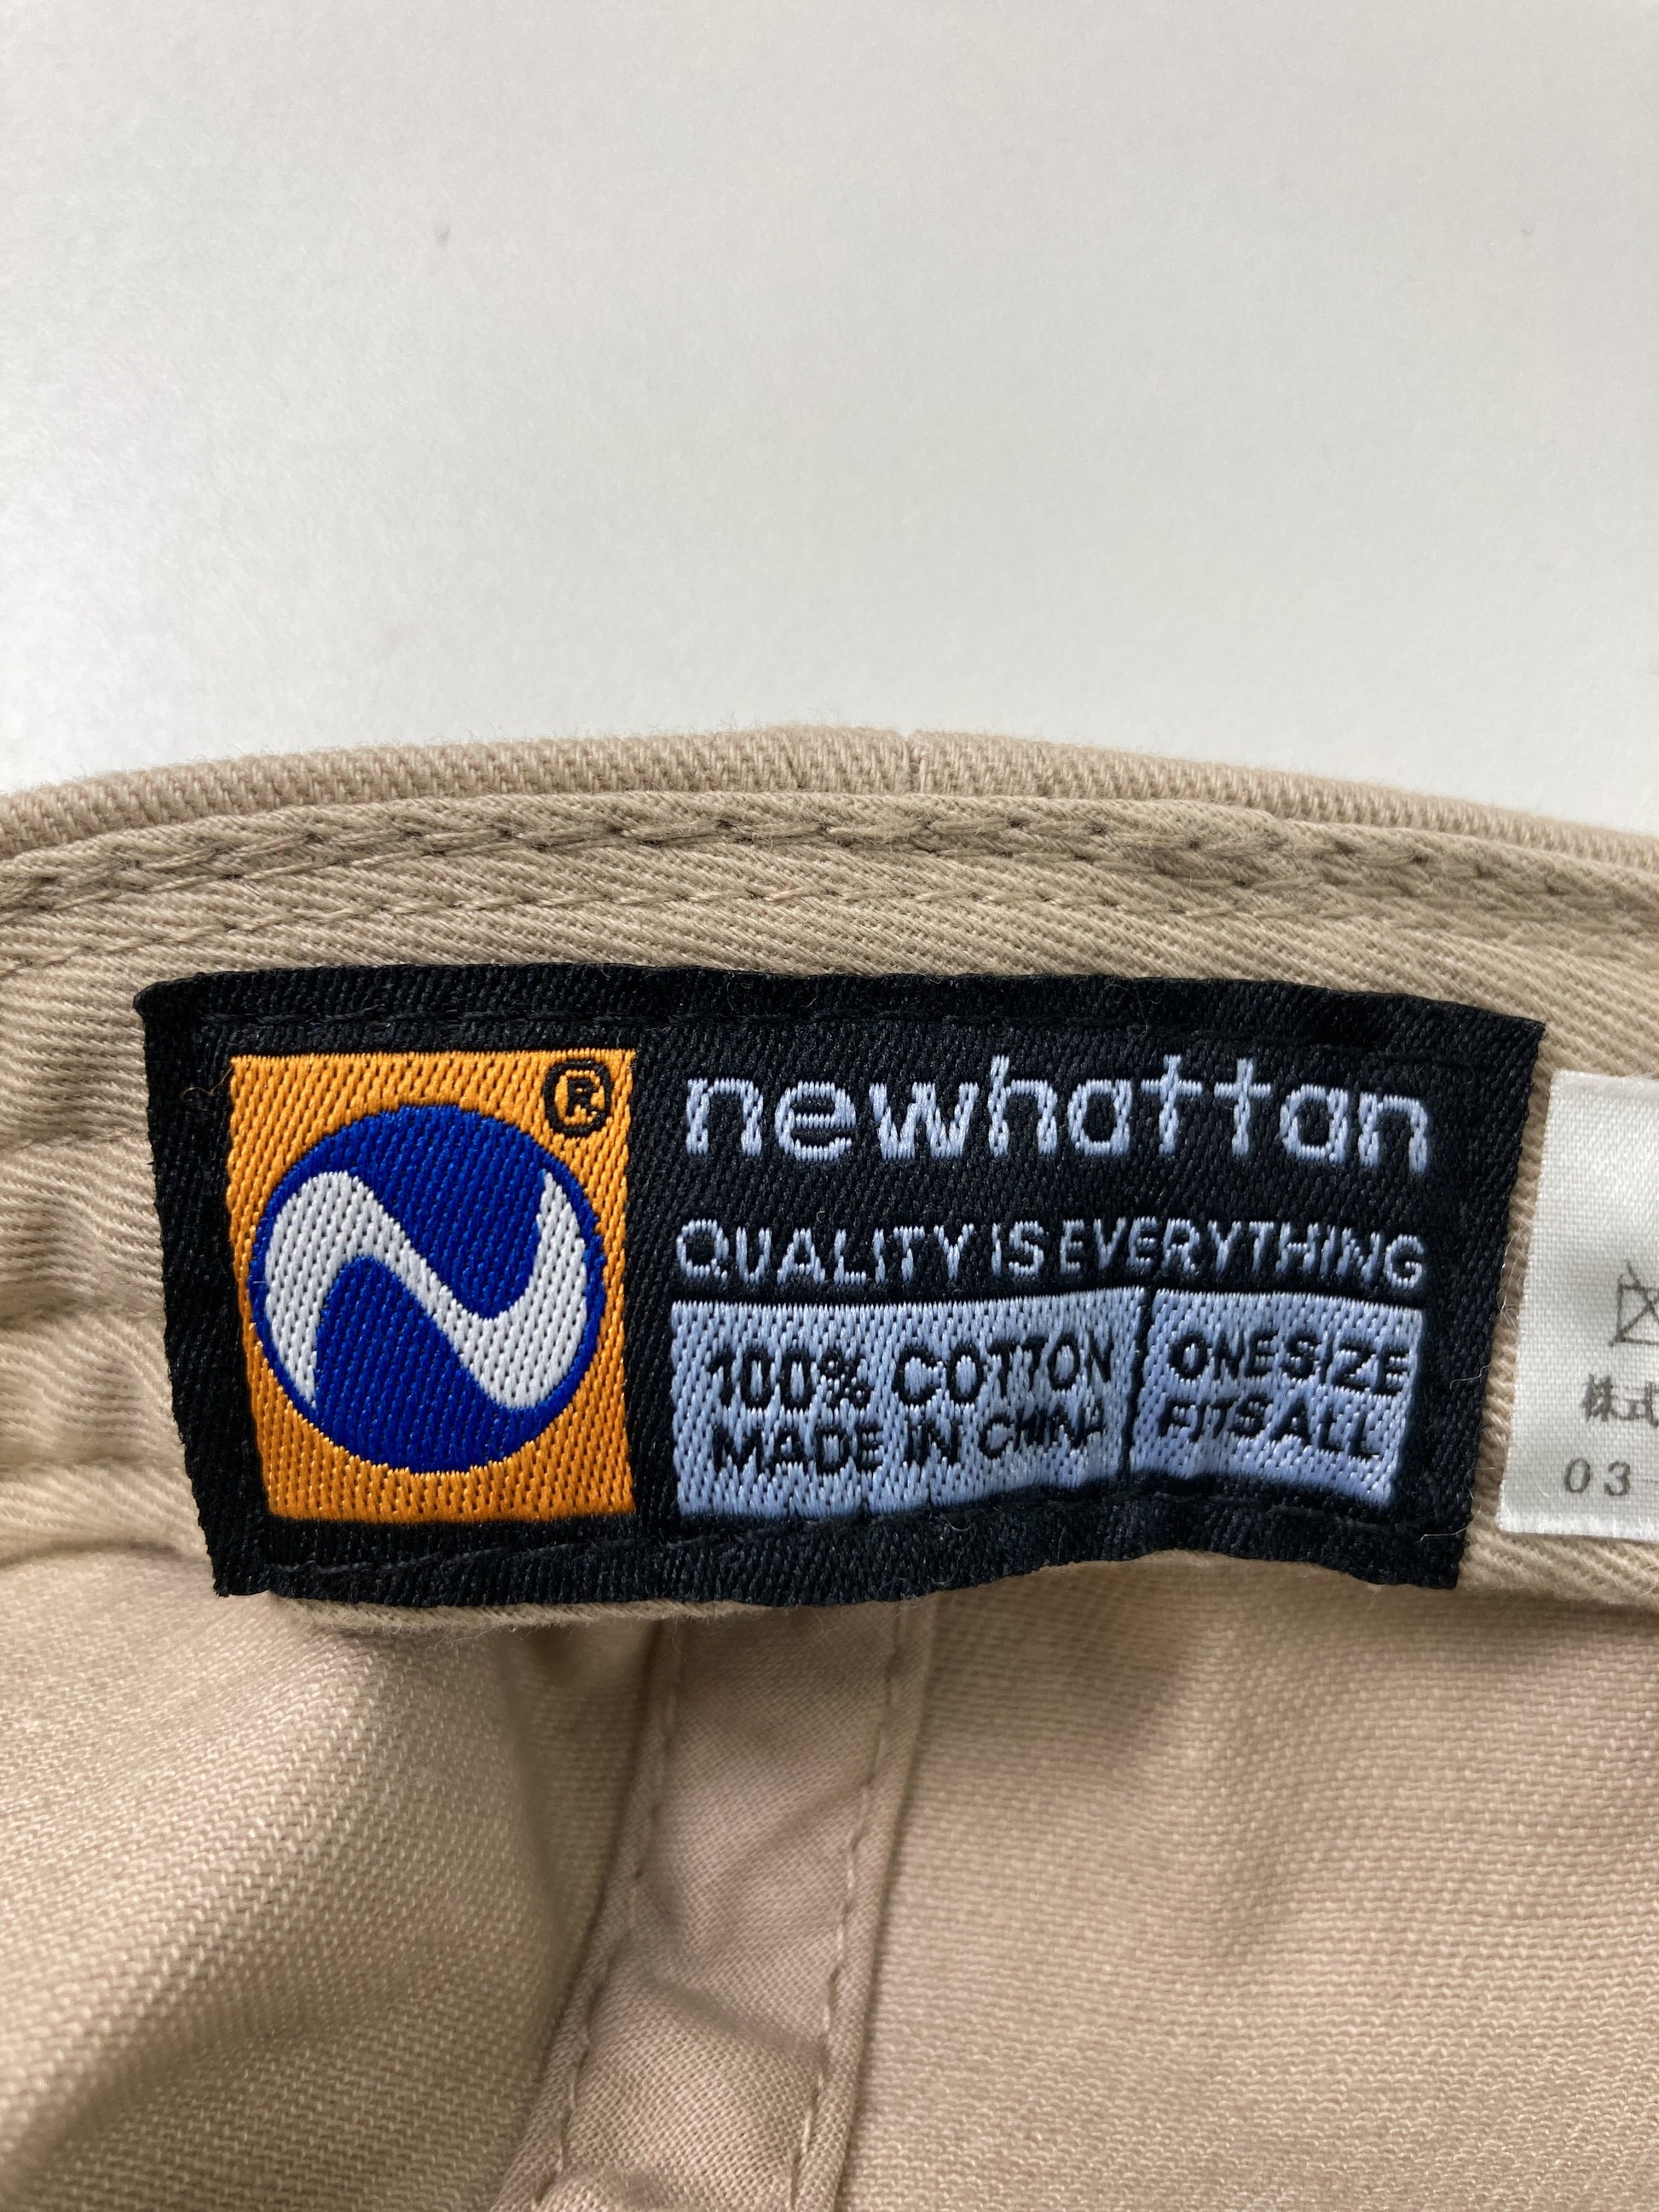 ®
newhattan
QUALITY IS EVERYTHING
100% COTTON
MADE IN CHINA
ONE SIZE
FITS ALL
株式
03-